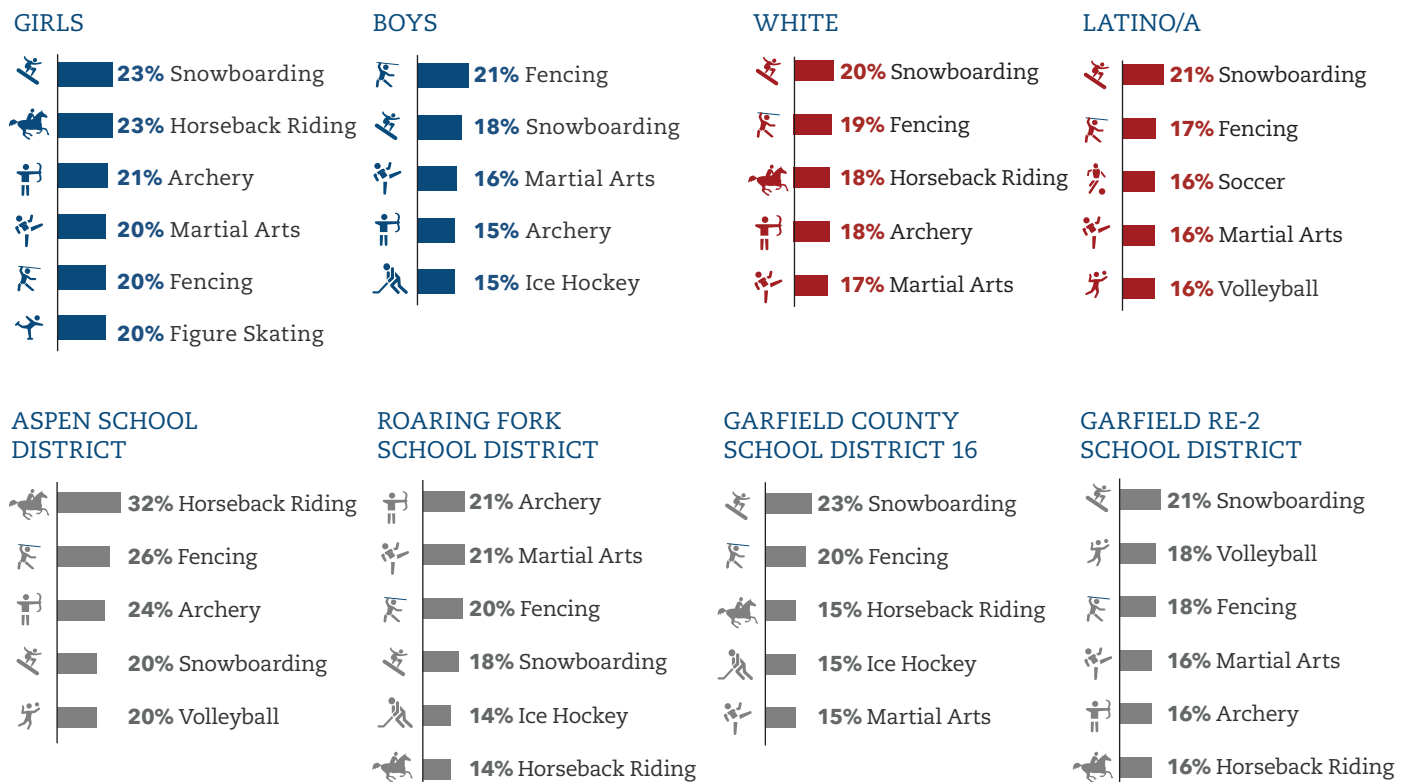 GIRLS
23% Snowboarding
23% Horseback Riding
21% Archery
20% Martial Arts
20% Fencing
20% Figure Skating
BOYS
21% Fencing
18% Snowboarding
16% Martial Arts
15% Archery
15% Ice Hockey
WHITE
20% Snowboarding
19% Fencing
18% Horseback Riding
18% Archery
17% Martial Arts
LATINO/A
21% Snowboarding
17% Fencing
16% Soccer
16% Martial Arts
16% Volleyball
ASPEN SCHOOL
DISTRICT
32% Horseback Riding
26% Fencing
24% Archery
20% Snowboarding
20% Volleyball
ROARING FORK
SCHOOL DISTRICT
21% Archery
21% Martial Arts
20% Fencing
18% Snowboarding
14% Ice Hockey
14% Horseback Riding
GARFIELD COUNTY
SCHOOL DISTRICT 16
23% Snowboarding
20% Fencing
15% Horseback Riding
15% Ice Hockey
15% Martial Arts
GARFIELD RE-2
SCHOOL DISTRICT
21% Snowboarding
18% Volleyball
18% Fencing
16% Martial Arts
16% Archery
16% Horseback Riding